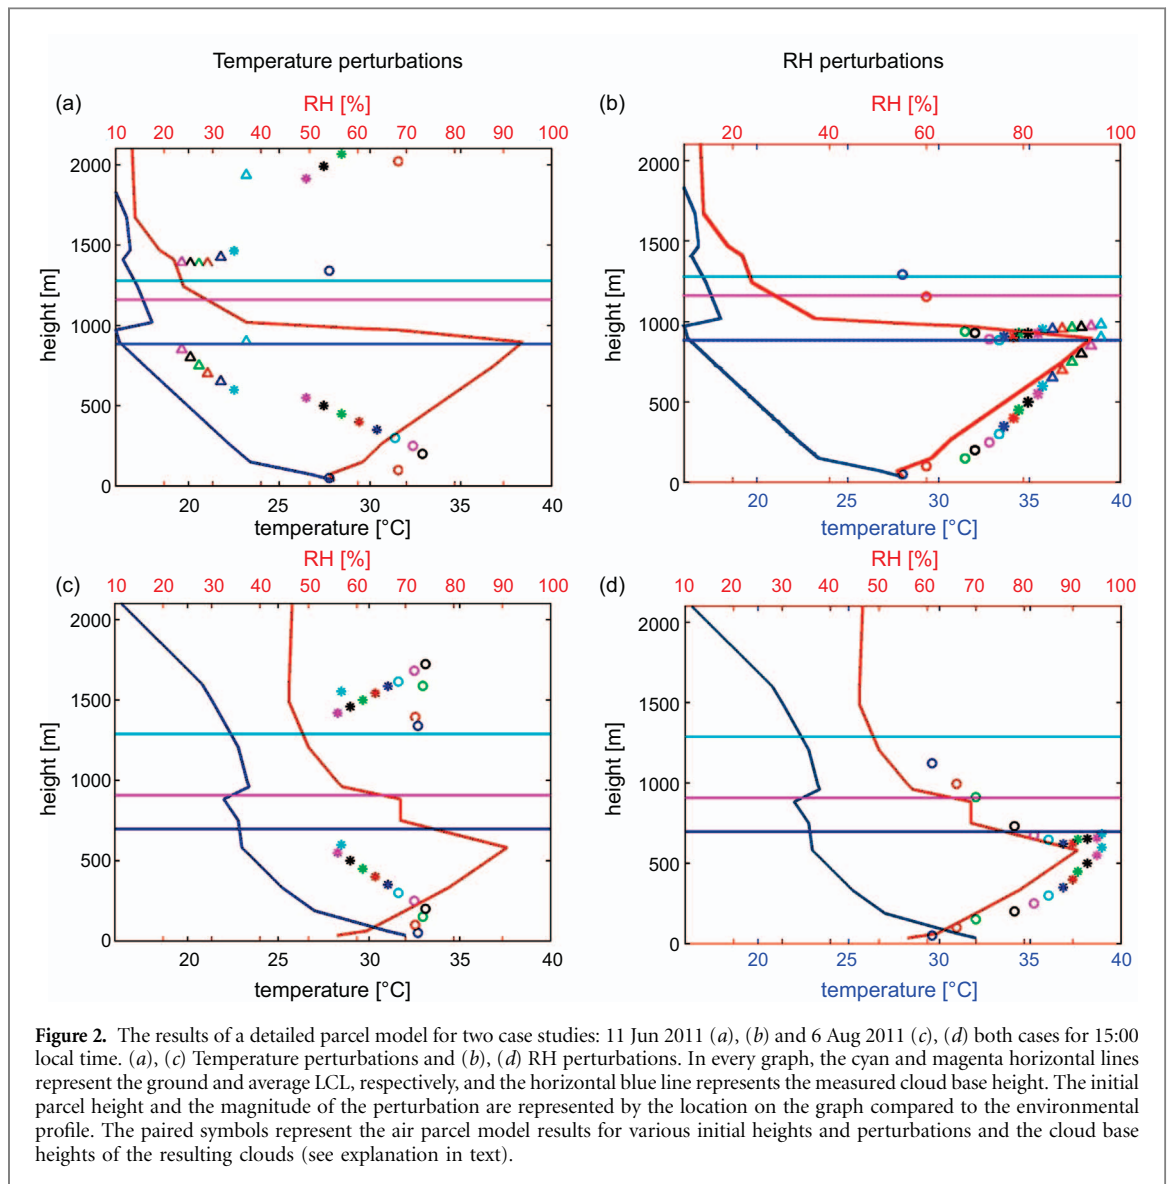 Temperature perturbations
RH perturbations
(a)
RH [%]
10 20 30 40 50 60 70 80 90 100
2000
1500
1000
500
0
height [m]
20 25 30 35 40
temperature [°C]
(b)
RH [%]
20 40 60 80 100
2000
1500
1000
500
0
height [m]
20 25 30 35 40
temperature [°C]
(c)
RH [%]
10 20 30 40 50 60 70 80 90 100
2000
1500
1000
500
0
height [m]
20 25 30 35 40
temperature [°C]
(d)
RH [%]
10 20 30 40 50 60 70 80 90 100
2000
1500
1000
500
0
height [m]
20 25 30 35 40
temperature [°C]
Figure 2. The results of a detailed parcel model for two case studies: 11 Jun 2011 (a), (b) and 6 Aug 2011 (c), (d) both cases for 15:00
local time. (a), (c) Temperature perturbations and (b), (d) RH perturbations. In every graph, the cyan and magenta horizontal lines
represent the ground and average LCL, respectively, and the horizontal blue line represents the measured cloud base height. The initial
parcel height and the magnitude of the perturbation are represented by the location on the graph compared to the environmental
profile. The paired symbols represent the air parcel model results for various initial heights and perturbations and the cloud base
heights of the resulting clouds (see explanation in text).